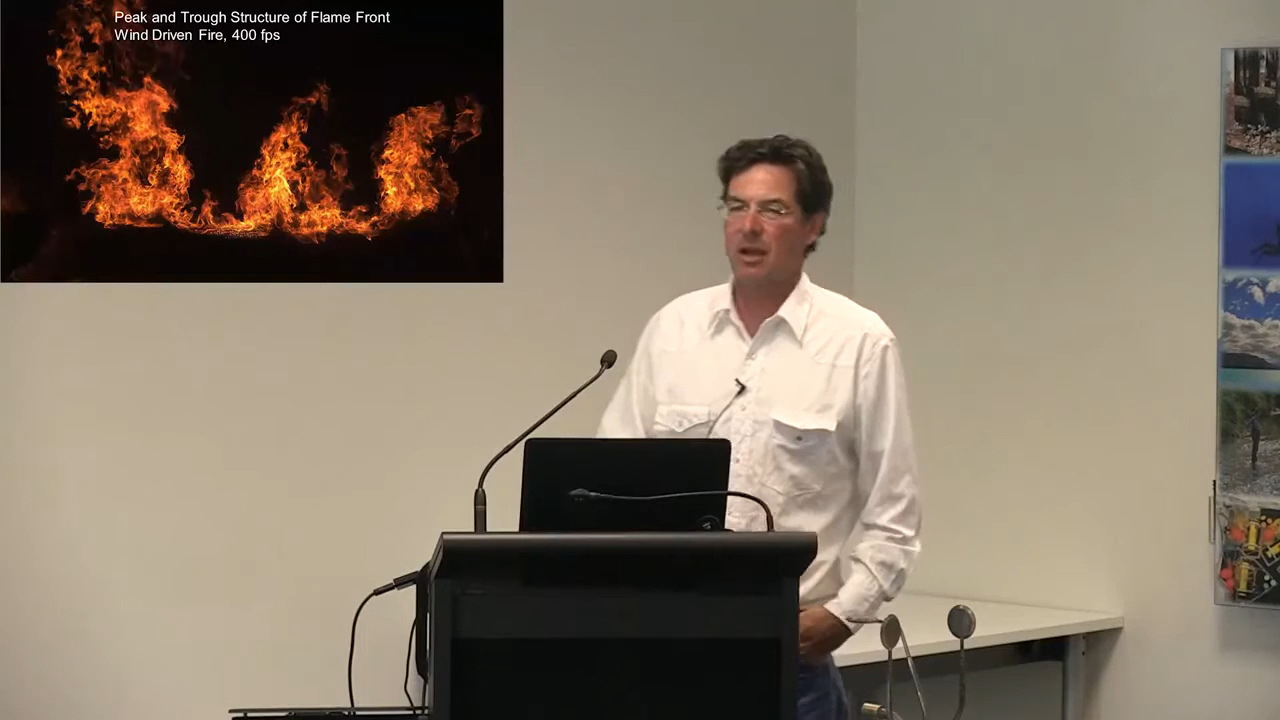 Peak and Trough Structure of Flame Front
Wind Driven Fire, 400 fps